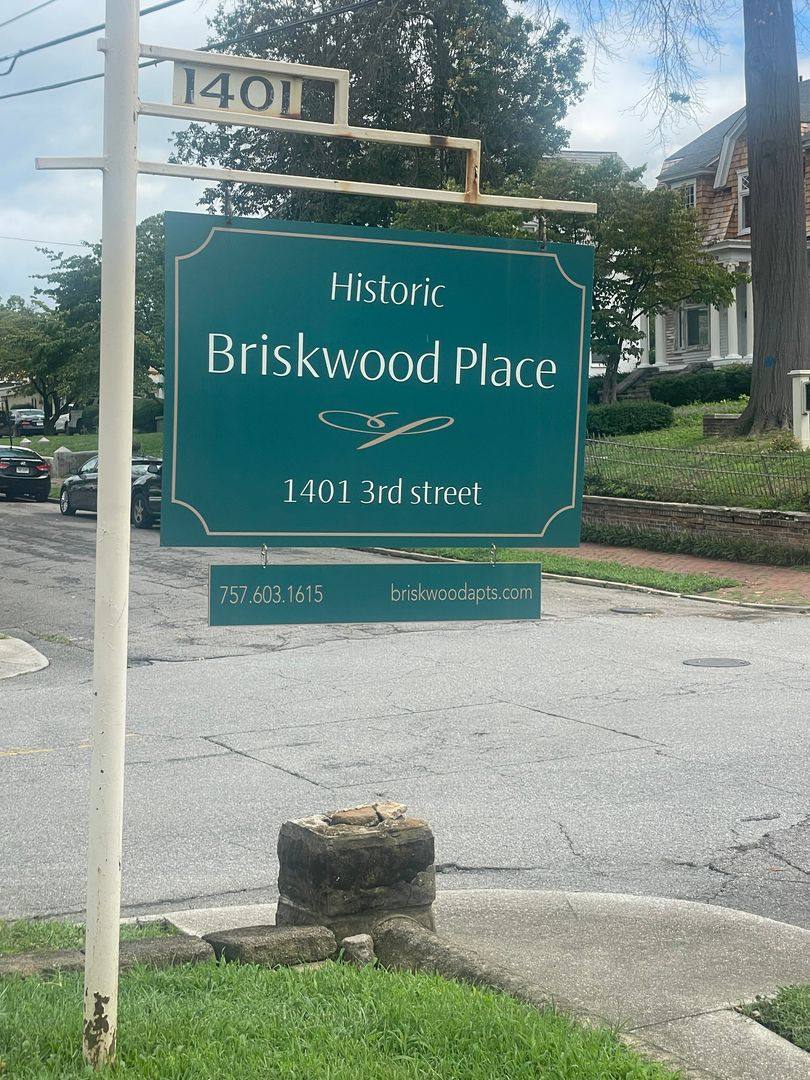 1401
Historic
Briskwood Place
1401 3rd street
757.603.1615 briskwoodapts.com